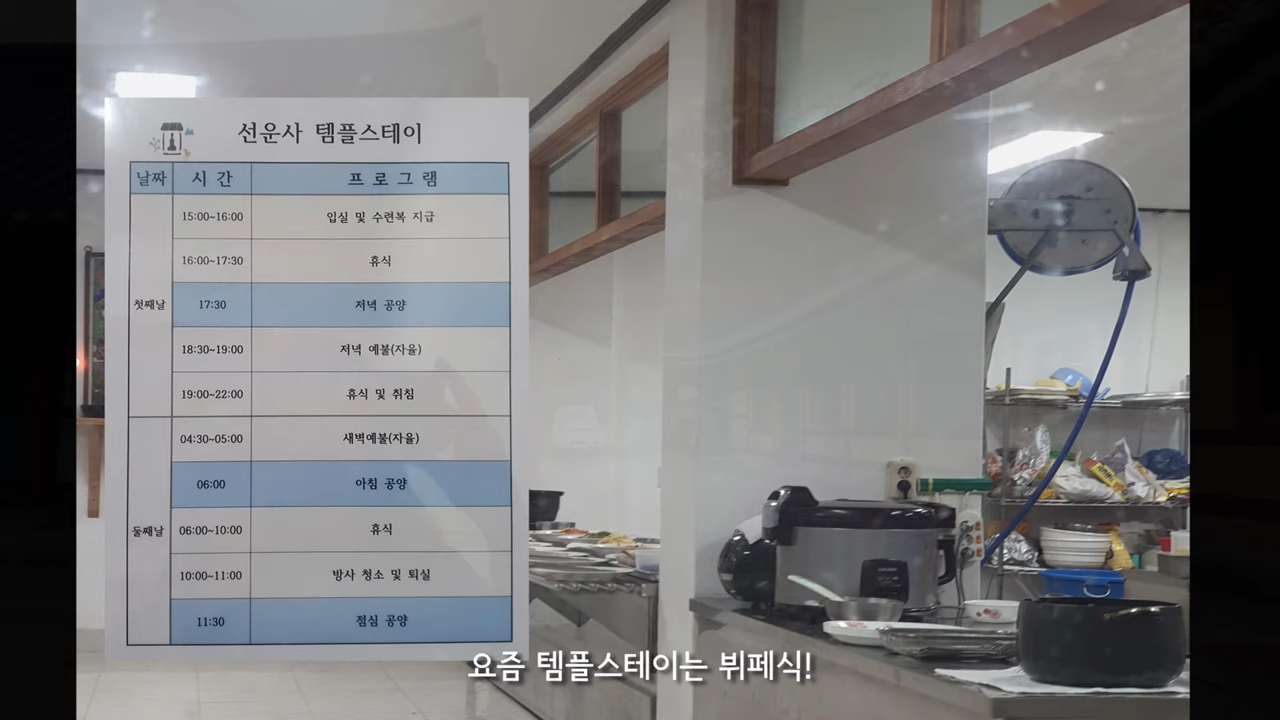 선운사 템플스테이
날짜 시 간 프 로 그 램
첫째날
15:00~16:00 입실 및 수련복 지급
16:00~17:30 휴식
17:30 저녁 공양
18:30~19:00 저녁 예불(자율)
19:00~22:00 휴식 및 취침
둘째날
04:30~05:00 새벽예불(자율)
06:00 아침 공양
06:00~10:00 휴식
10:00~11:00 방사 청소 및 퇴실
11:30 점심 공양
요즘 템플스테이는 뷔페식!